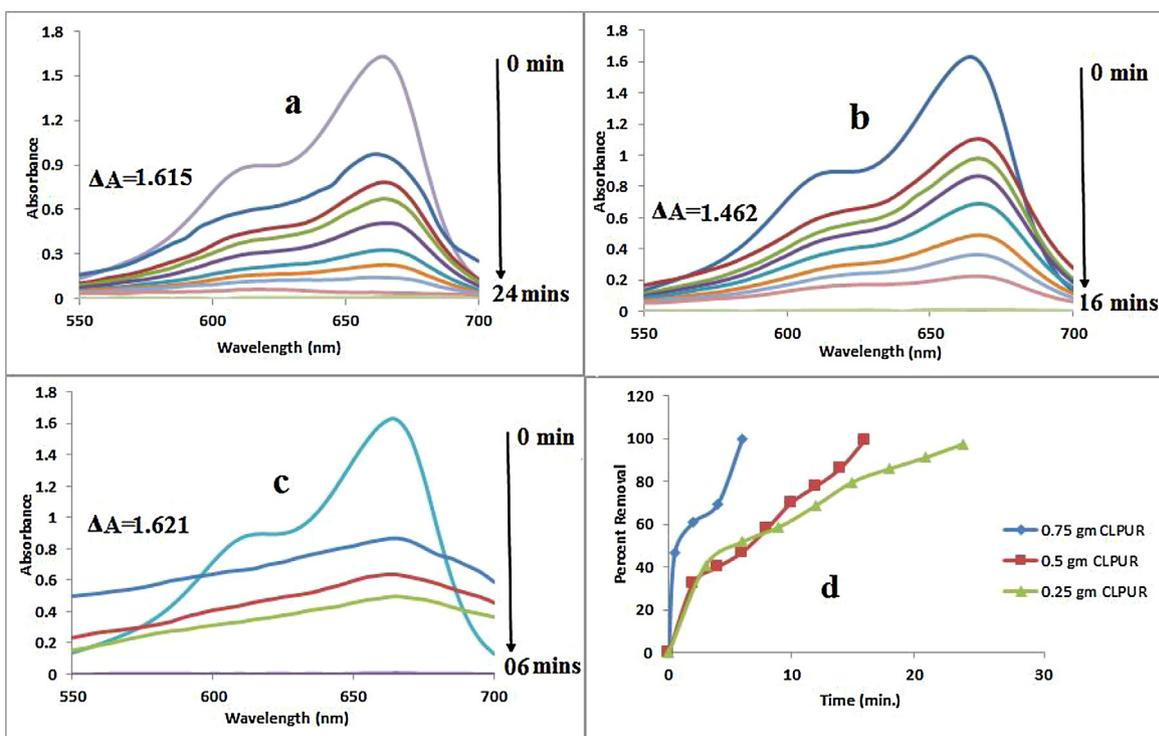 1.8
1.5
1.2
0.9
0.6
0.3
0
Absorbance
a
ΔA=1.615
0 min
24 mins
550 600 650 700
Wavelength (nm)
1.8
1.6
1.4
1.2
1
0.8
0.6
0.4
0.2
0
Absorbance
b
ΔA=1.462
0 min
16 mins
550 600 650 700
Wavelength (nm)
1.8
1.6
1.4
1.2
1
0.8
0.6
0.4
0.2
0
Absorbance
c
ΔA=1.621
0 min
06 mins
550 600 650 700
Wavelength (nm)
120
100
80
60
40
20
0
Percent Removal
d
0.75 gm CLPUR
0.5 gm CLPUR
0.25 gm CLPUR
0 10 20 30
Time (min.)